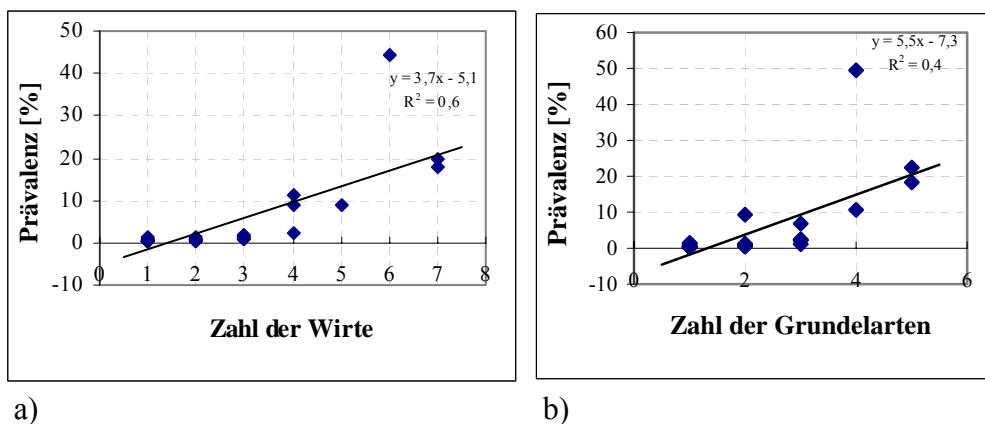 50
40
30
20
10
0
-10
Prävalenz [%]
y = 3,7x - 5,1
R² = 0,6
0 1 2 3 4 5 6 7 8
Zahl der Wirte
a)
60
50
40
30
20
10
0
-10
Prävalenz [%]
y = 5,5x - 7,3
R² = 0,4
0 2 4 6
Zahl der Grundelarten
b)